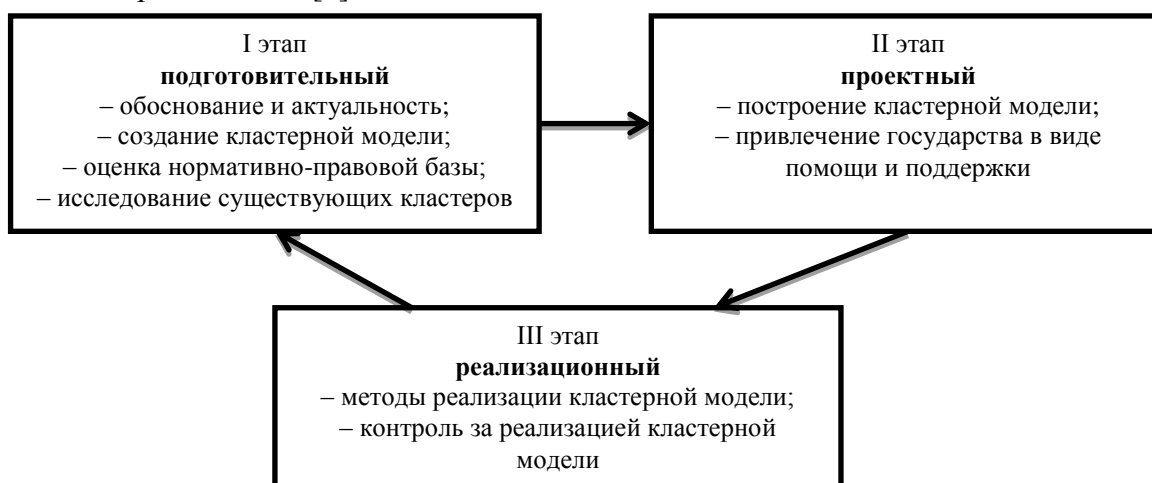 I этап
подготовительный
– обоснование и актуальность;
– создание кластерной модели;
– оценка нормативно-правовой базы;
– исследование существующих кластеров
II этап
проектный
– построение кластерной модели;
– привлечение государства в виде
помощи и поддержки
III этап
реализационный
– методы реализации кластерной модели;
– контроль за реализацией кластерной
модели